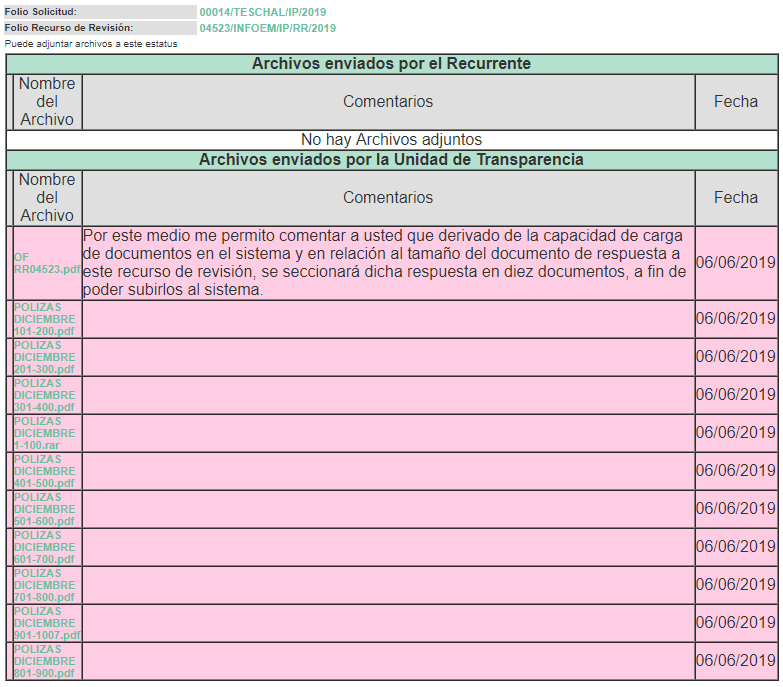 Folio Solicitud: 00014/TESCHAL/IP/2019
Folio Recurso de Revisión: 04523/INFOEM/IP/RR/2019
Puede adjuntar archivos a este estatus
Archivos enviados por el Recurrente
Nombre
del
Archivo
Comentarios
Fecha
No hay Archivos adjuntos
Archivos enviados por la Unidad de Transparencia
Nombre
del
Archivo
Comentarios
Fecha
OF
RR04523.pdf
Por este medio me permito comentar a usted que derivado de la capacidad de carga
de documentos en el sistema y en relación al tamaño del documento de respuesta a
este recurso de revisión, se seccionará dicha respuesta en diez documentos, a fin de
poder subirlos al sistema.
06/06/2019
POLIZAS
DICIEMBRE
101-200.pdf
06/06/2019
POLIZAS
DICIEMBRE
201-300.pdf
06/06/2019
POLIZAS
DICIEMBRE
301-400.pdf
06/06/2019
POLIZAS
DICIEMBRE
1-100.rar
06/06/2019
POLIZAS
DICIEMBRE
401-500.pdf
06/06/2019
POLIZAS
DICIEMBRE
501-600.pdf
06/06/2019
POLIZAS
DICIEMBRE
601-700.pdf
06/06/2019
POLIZAS
DICIEMBRE
701-800.pdf
06/06/2019
POLIZAS
DICIEMBRE
901-1007.pdf
06/06/2019
POLIZAS
DICIEMBRE
801-900.pdf
06/06/2019